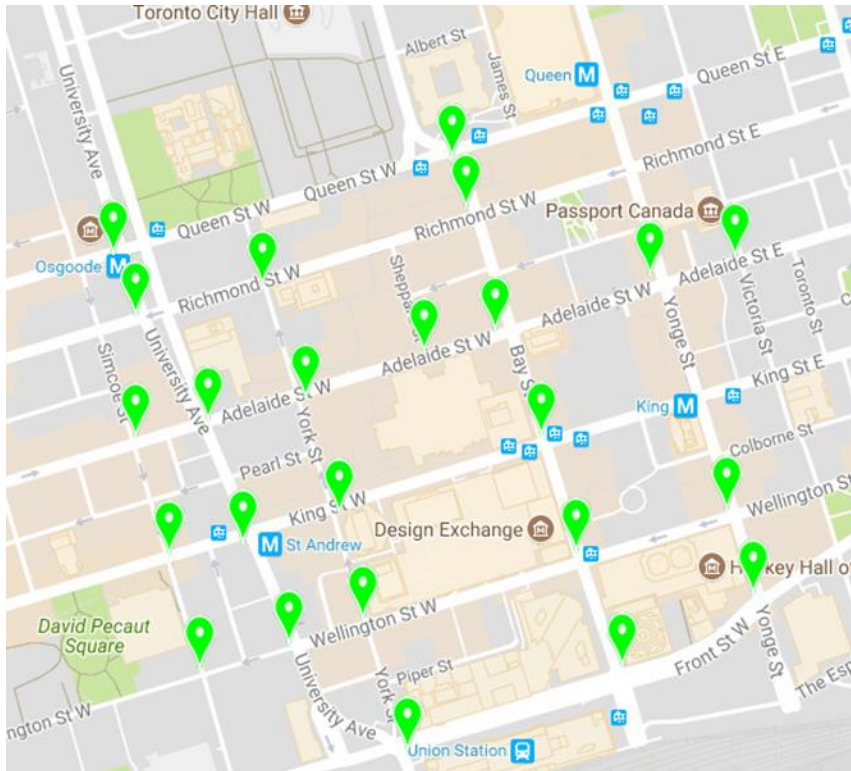 Toronto City Hall
Albert St
James St
Queen
Queen St E
University Ave
Queen St W
Richmond St E
Richmond St W
Queen St W
Passport Canada
Osgoode
Richmond St W
Adelaide St E
Adelaide St W
Toronto St
Victoria St
Yonge St
Simcoe St
University Ave
Adelaide St W
Bay St
King St E
Adelaide St W
York St
King
Colborne St
Pearl St
King St W
Wellington St
Design Exchange
St Andrew
Yonge St
David Pecaut
Square
Wellington St W
Front St W
Piper St
University Ave
York St
The Esp
ngton St W
Union Station